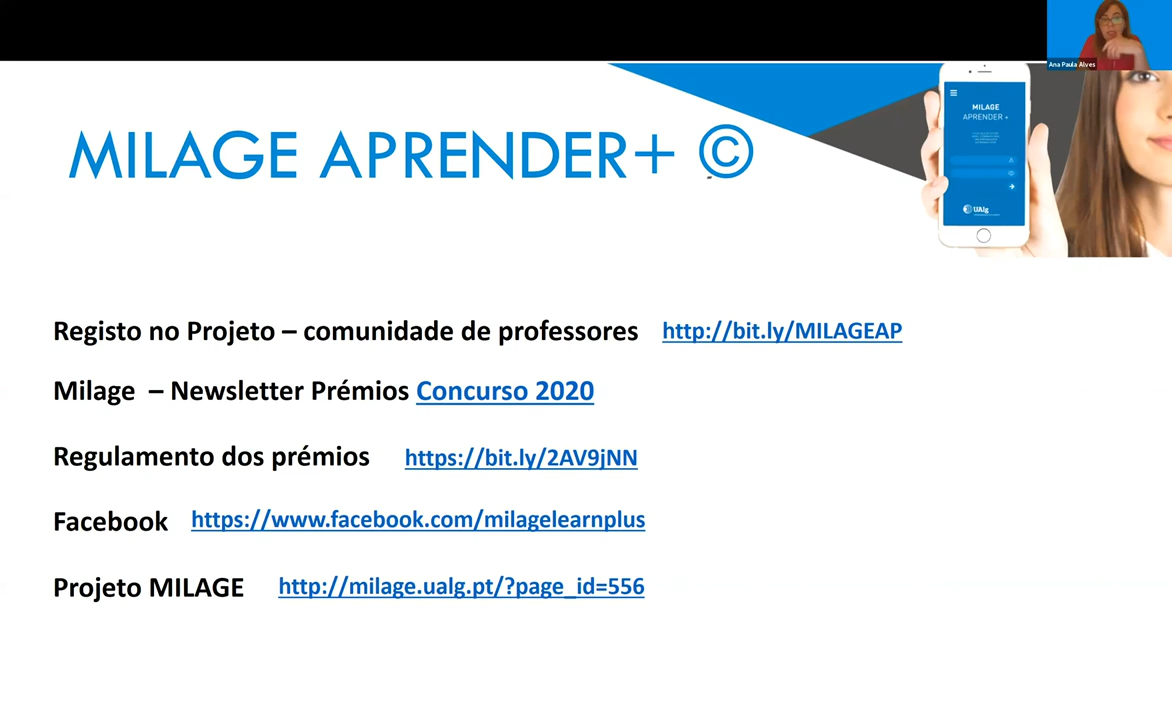 Ana Paula Alves
MILAGE
APRENDER +
UAlg
MILAGE APRENDER+ ©
Registo no Projeto – comunidade de professores http://bit.ly/MILAGEAP
Milage – Newsletter Prémios Concurso 2020
Regulamento dos prémios https://bit.ly/2AV9jNN
Facebook https://www.facebook.com/milagelearnplus
Projeto MILAGE http://milage.ualg.pt/?page_id=556